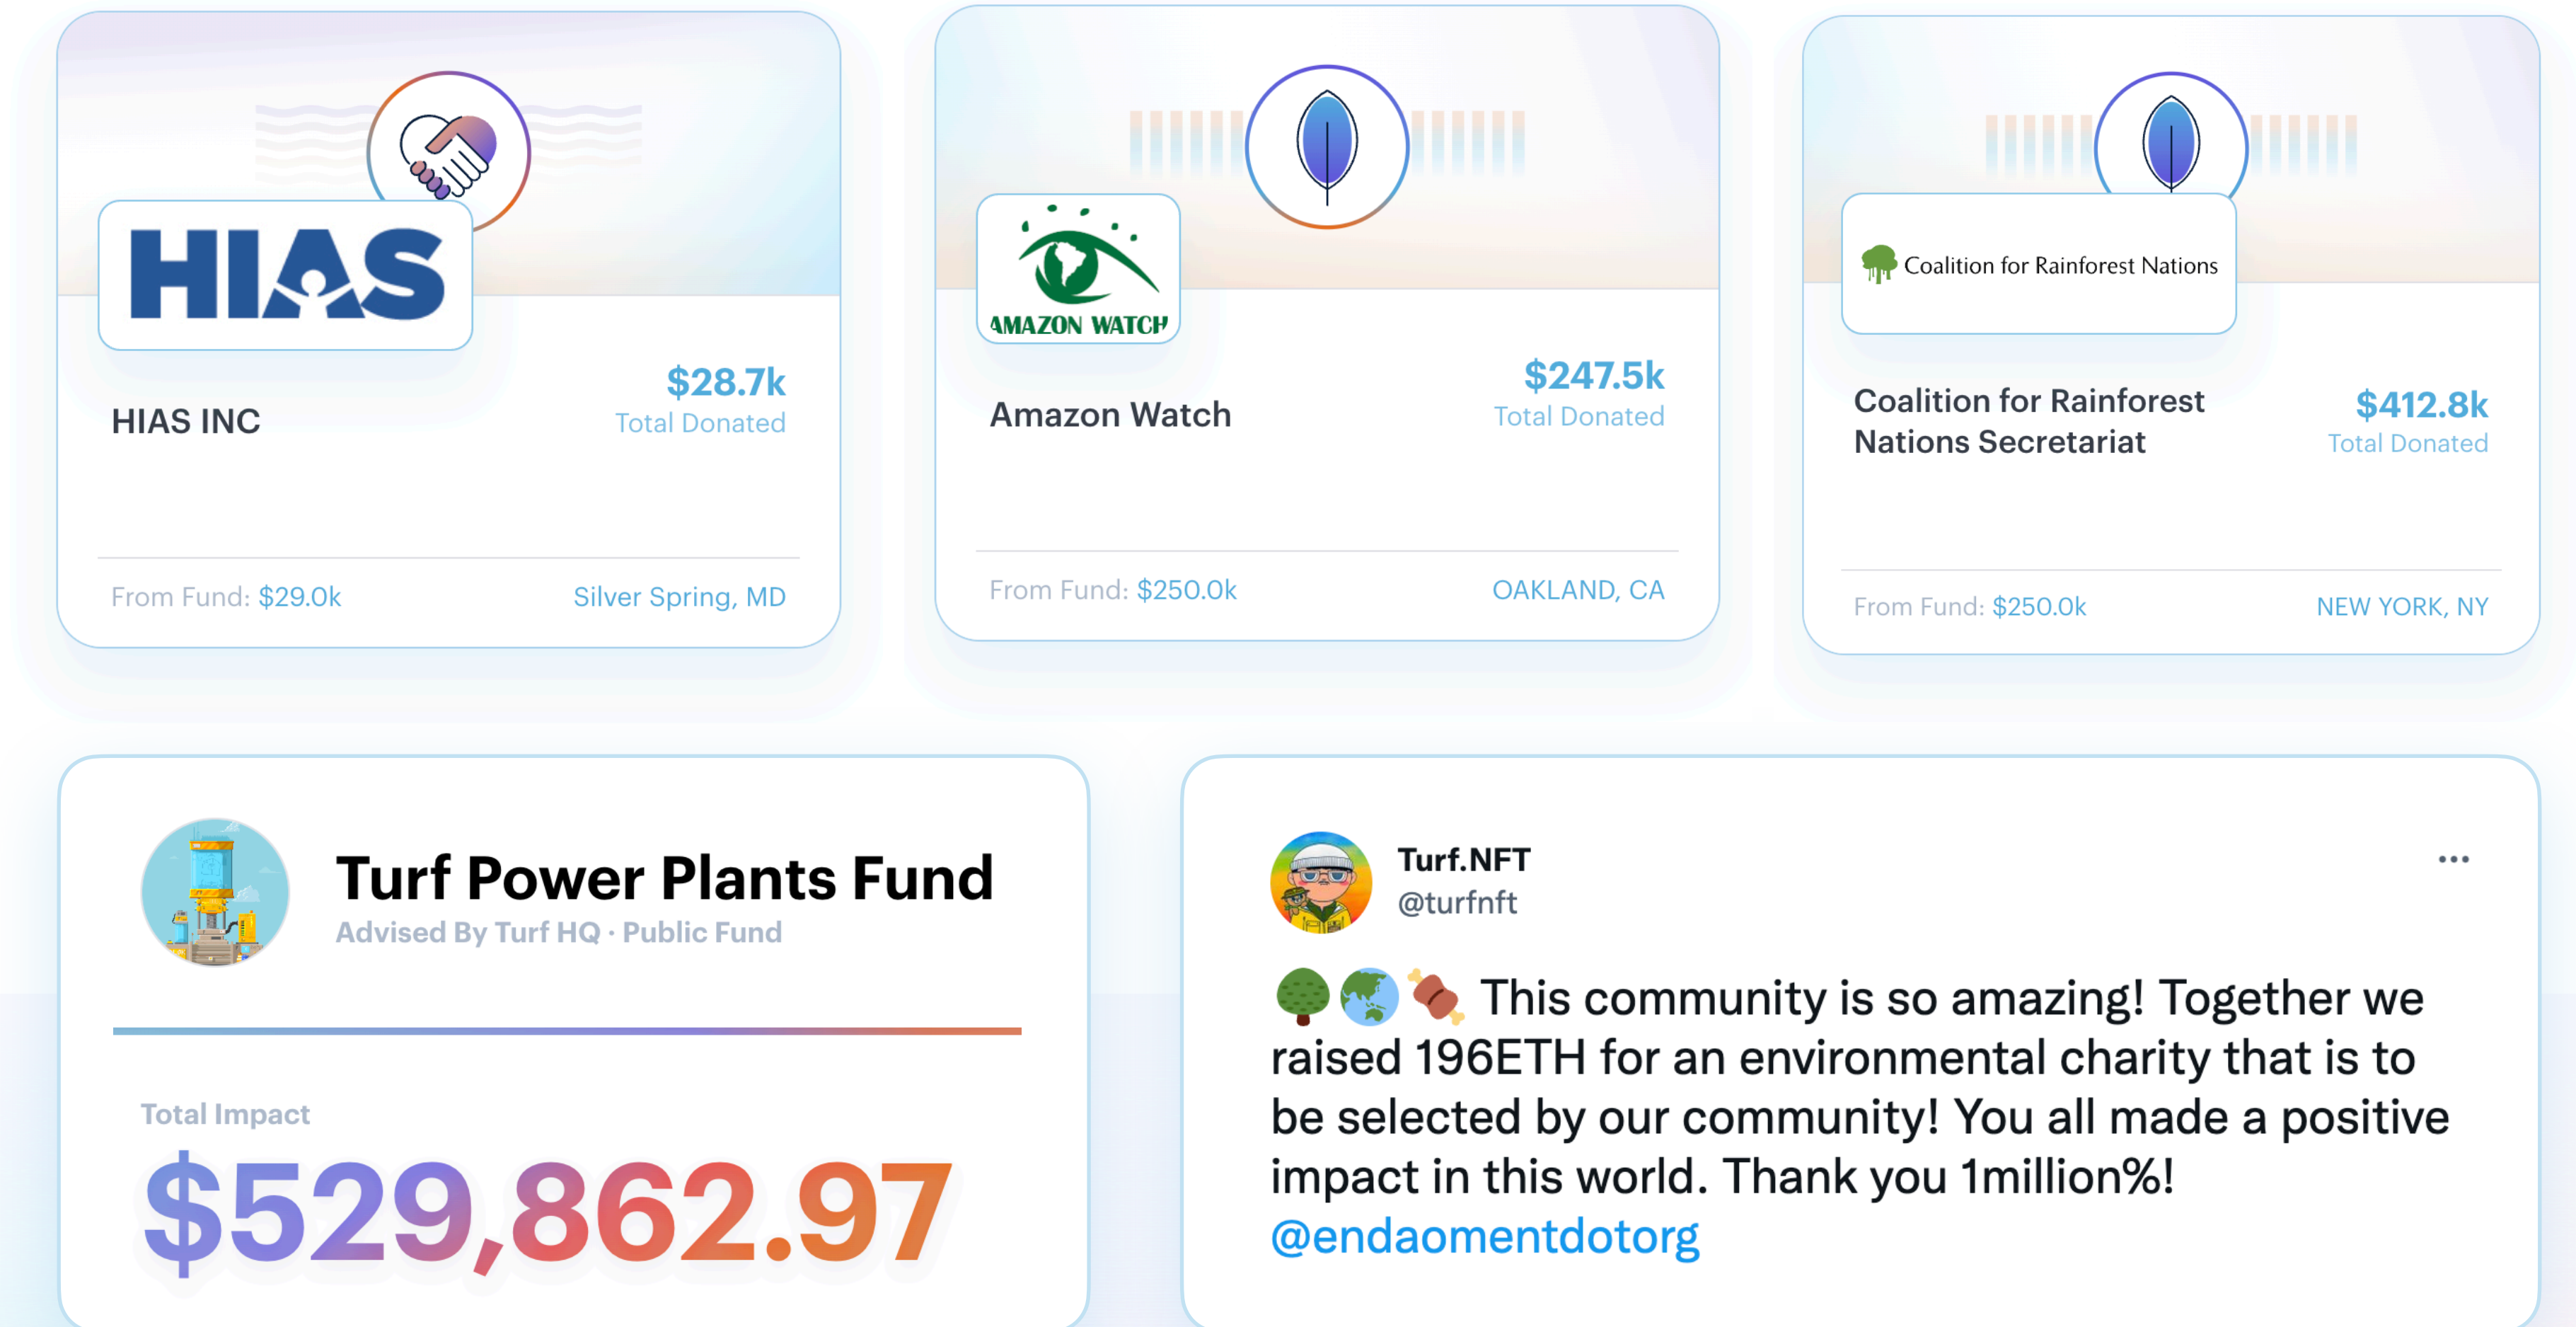 HIAS
HIAS INC
$28.7k
Total Donated
From Fund: $29.0k
Silver Spring, MD
AMAZON WATCH
Amazon Watch
$247.5k
Total Donated
From Fund: $250.0k
OAKLAND, CA
Coalition for Rainforest Nations
Coalition for Rainforest
Nations Secretariat
$412.8k
Total Donated
From Fund: $250.0k
NEW YORK, NY
Turf Power Plants Fund
Advised By Turf HQ · Public Fund
Total Impact
$529,862.97
Turf.NFT
@turfnft
🌳🌏🍖 This community is so amazing! Together we
raised 196ETH for an environmental charity that is to
be selected by our community! You all made a positive
impact in this world. Thank you 1million%!
@endaomentdotorg